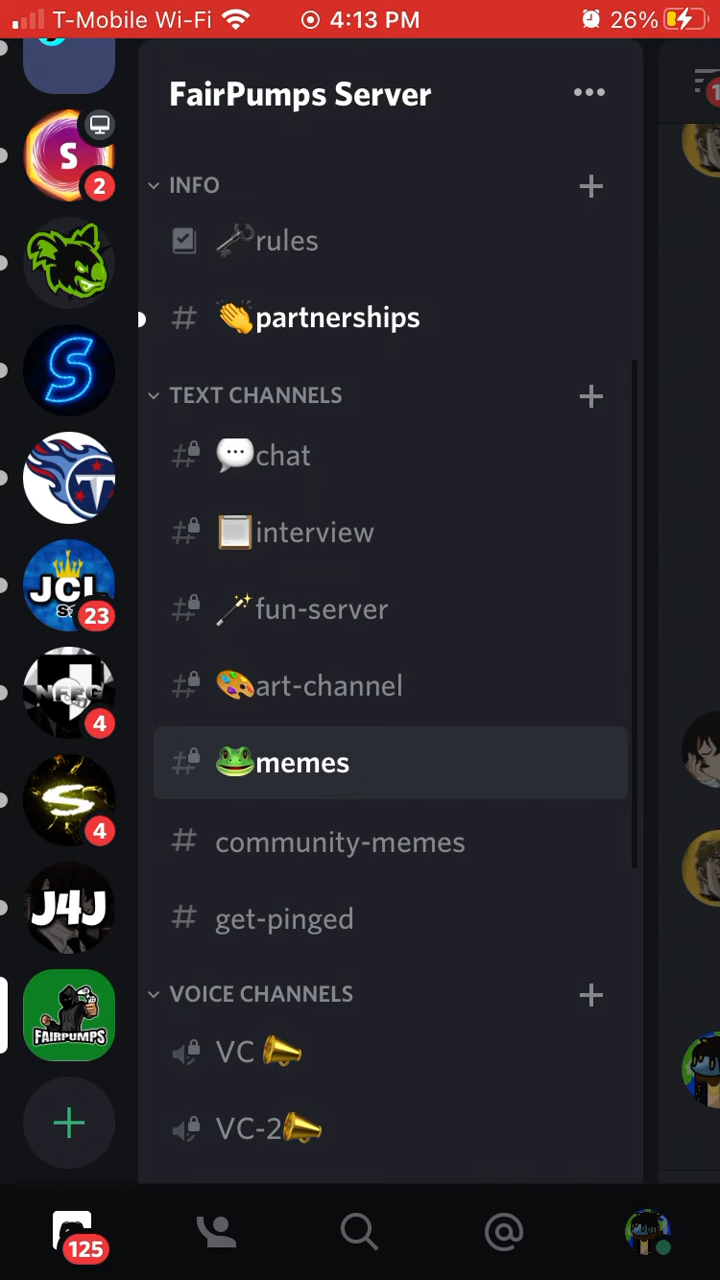 T-Mobile Wi-Fi 4:13 PM 26%
FairPumps Server
INFO
rules
partnerships
TEXT CHANNELS
chat
interview
fun-server
art-channel
memes
community-memes
get-pinged
VOICE CHANNELS
VC
VC-2
S
2
S
T
JCL
23
NFFG
4
S
4
J4J
FAIRPUMPS
125
1